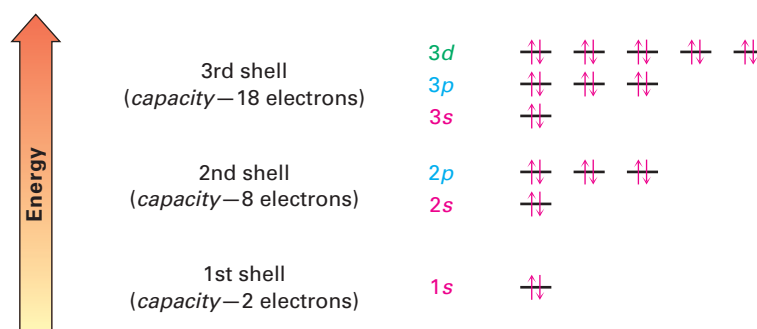 3rd shell
(capacity—18 electrons)
3d
3p
3s
Energy
2nd shell
(capacity—8 electrons)
2p
2s
1st shell
(capacity—2 electrons)
1s